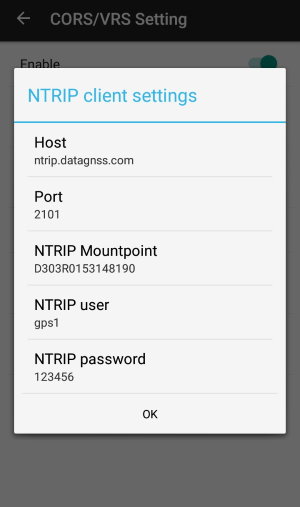 CORS/VRS Setting
Enable
NTRIP client settings
Host
ntrip.datagnss.com
Port
2101
NTRIP Mountpoint
D303R0153148190
NTRIP user
gps1
NTRIP password
123456
OK